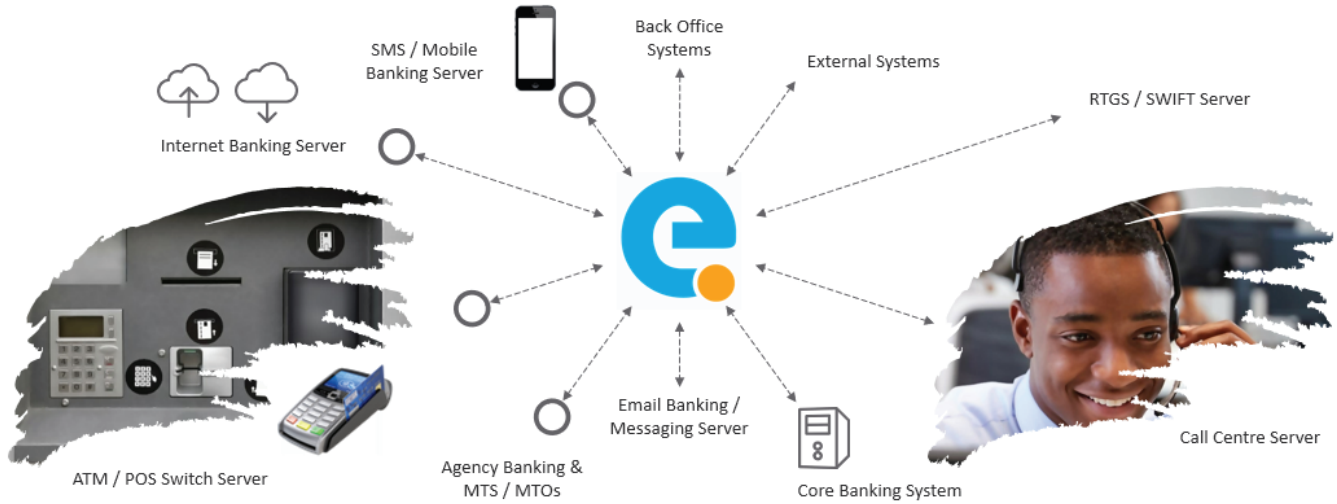 Back Office
Systems
SMS / Mobile
Banking Server
External Systems
RTGS / SWIFT Server
Internet Banking Server
Email Banking /
Messaging Server
Call Centre Server
Agency Banking &
MTS / MTOs
ATM / POS Switch Server
Core Banking System